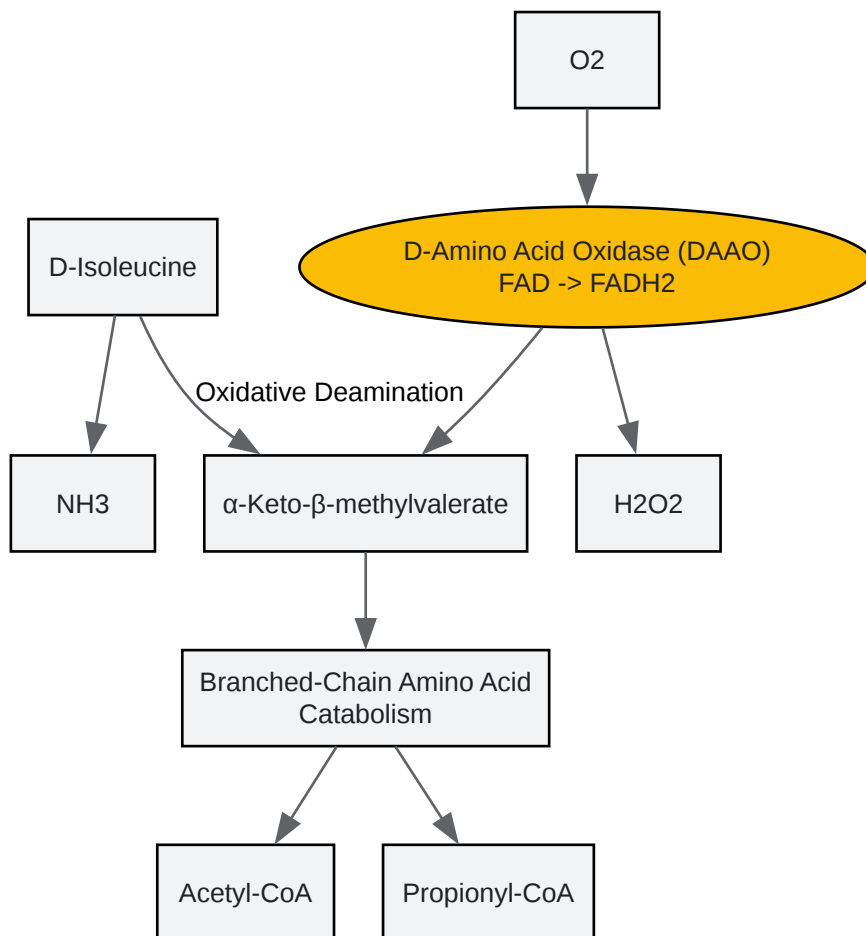 O2
D-Amino Acid Oxidase (DAAO)
FAD -> FADH2
D-Isoleucine
Oxidative Deamination
NH3
α-Keto-β-methylvalerate
H2O2
Branched-Chain Amino Acid
Catabolism
Acetyl-CoA
Propionyl-CoA